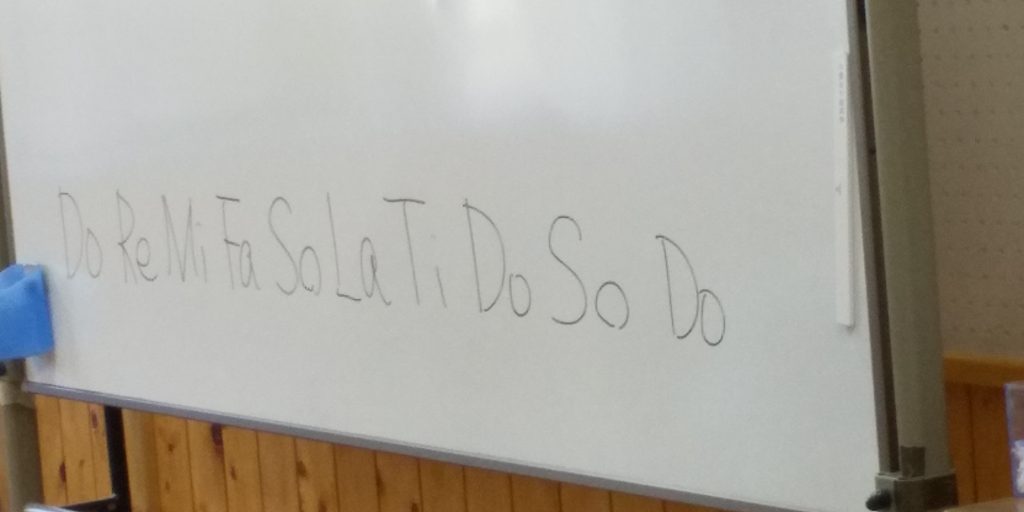 Do Re Mi Fa So La Ti Do So Do